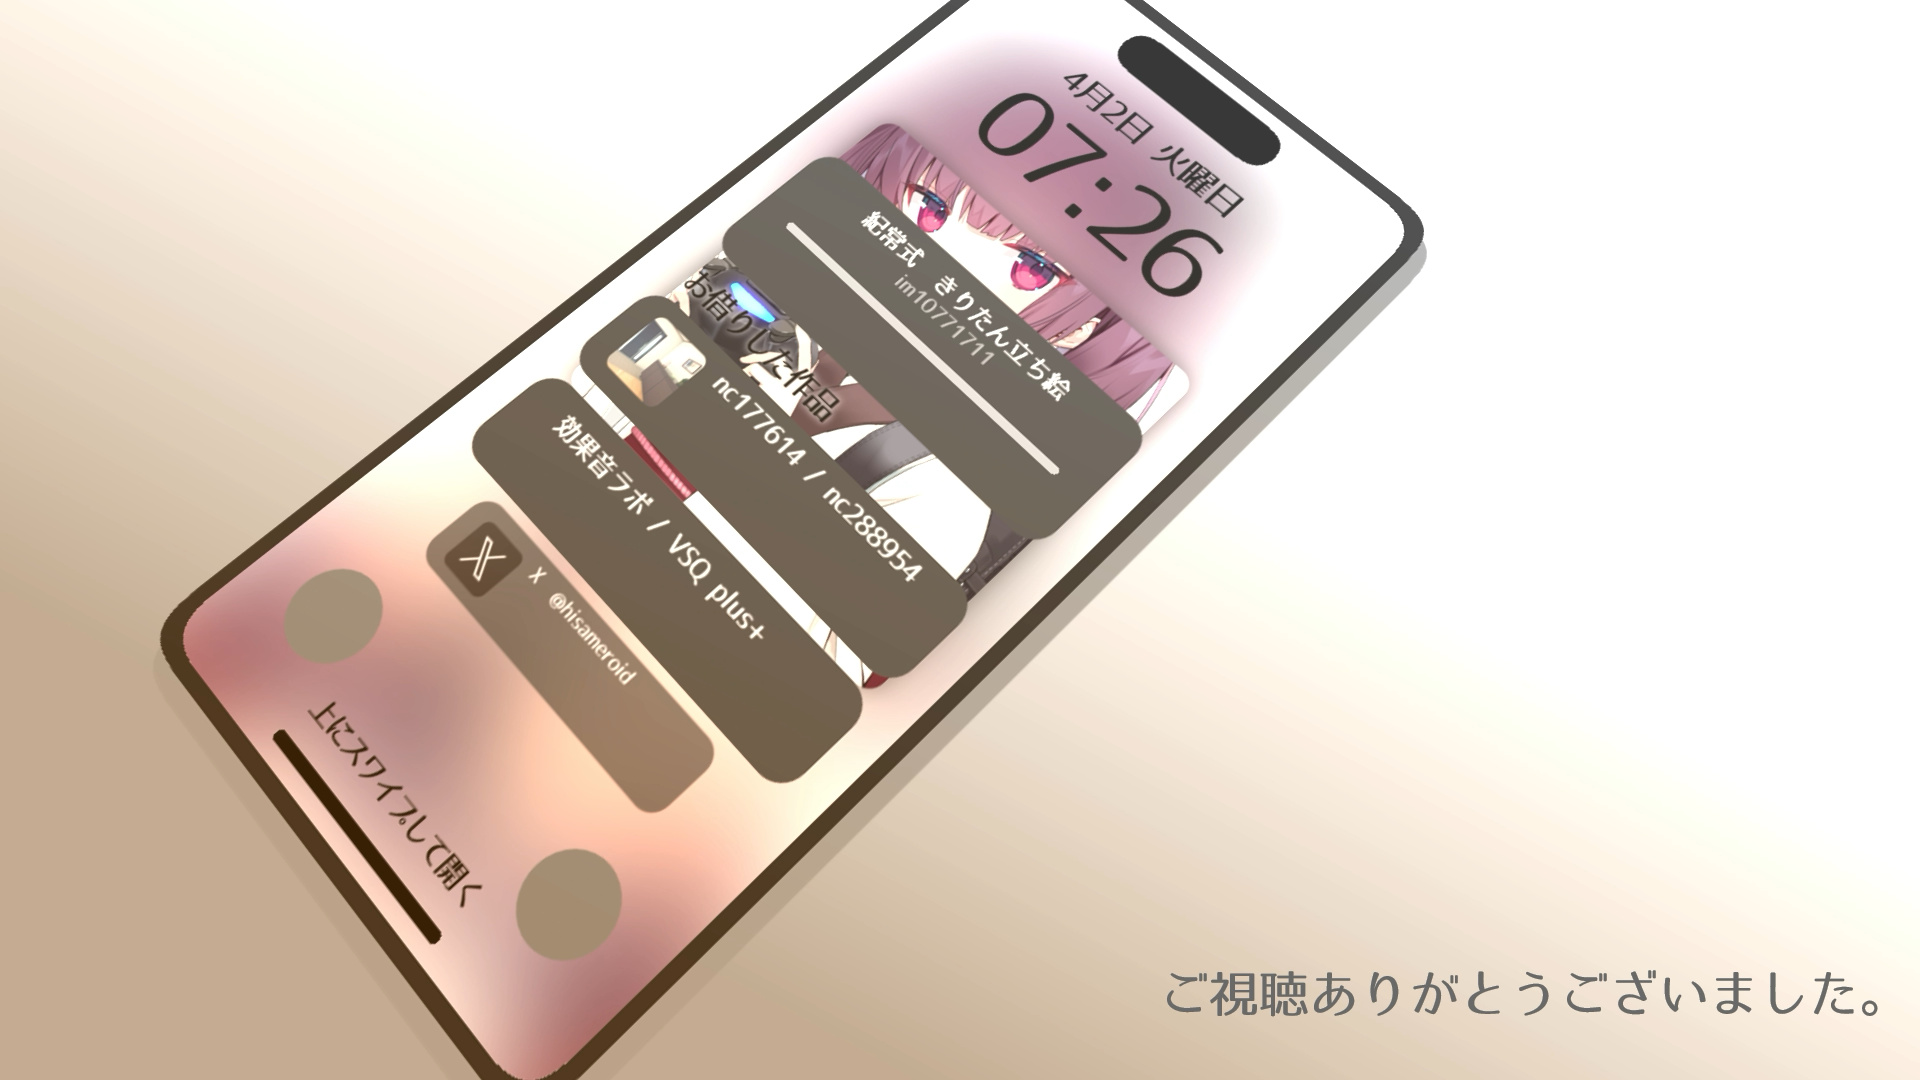 4月2日 火曜日
07:26
紀常式　きりたん立ち絵
im10771711
お借りした作品
nc177614 / nc288954
効果音ラボ / VSQ plus+
X
@hisameroid
上にスワイプして開く
ご視聴ありがとうございました。